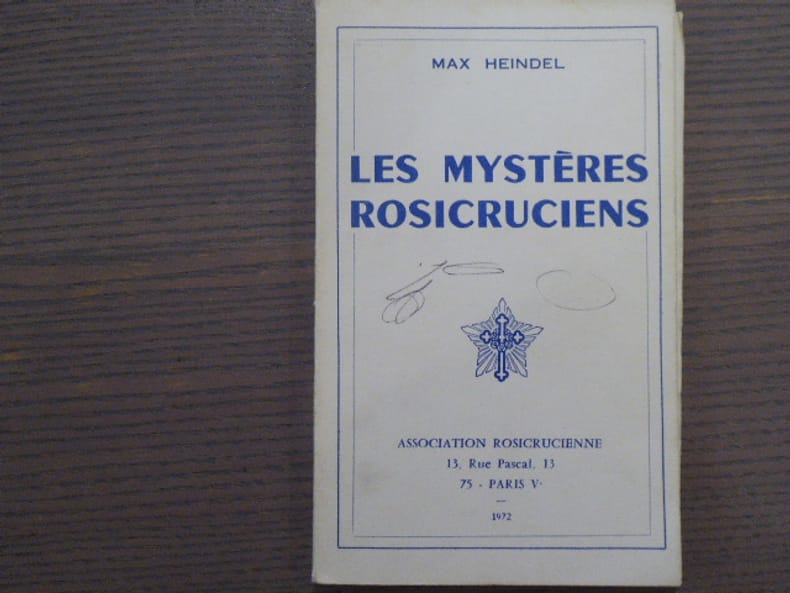 MAX HEINDEL
LES MYSTÈRES
ROSICRUCIENS
ASSOCIATION ROSICRUCIENNE
13, Rue Pascal, 13
75 - PARIS Vᵉ
1972